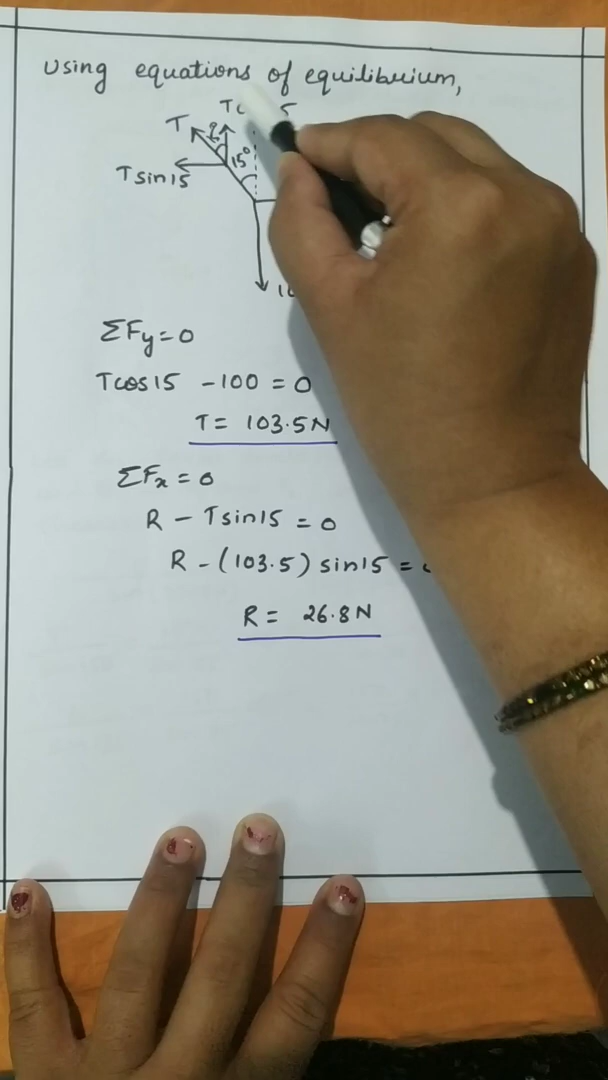 Using equations of equilibrium,
T
15°
Tsin15
ΣFy=0
Tcos15 -100 = 0
T= 103.5N
ΣFx = 0
R - Tsin15 = 0
R - (103.5) sin15 =
R = 26.8N